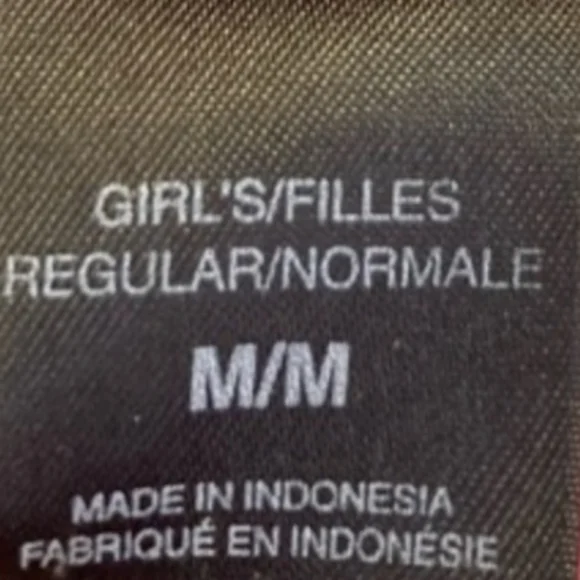 GIRL'S/FILLES
REGULAR/NORMALE
M/M
MADE IN INDONESIA
FABRIQUÉ EN INDONÉSIE